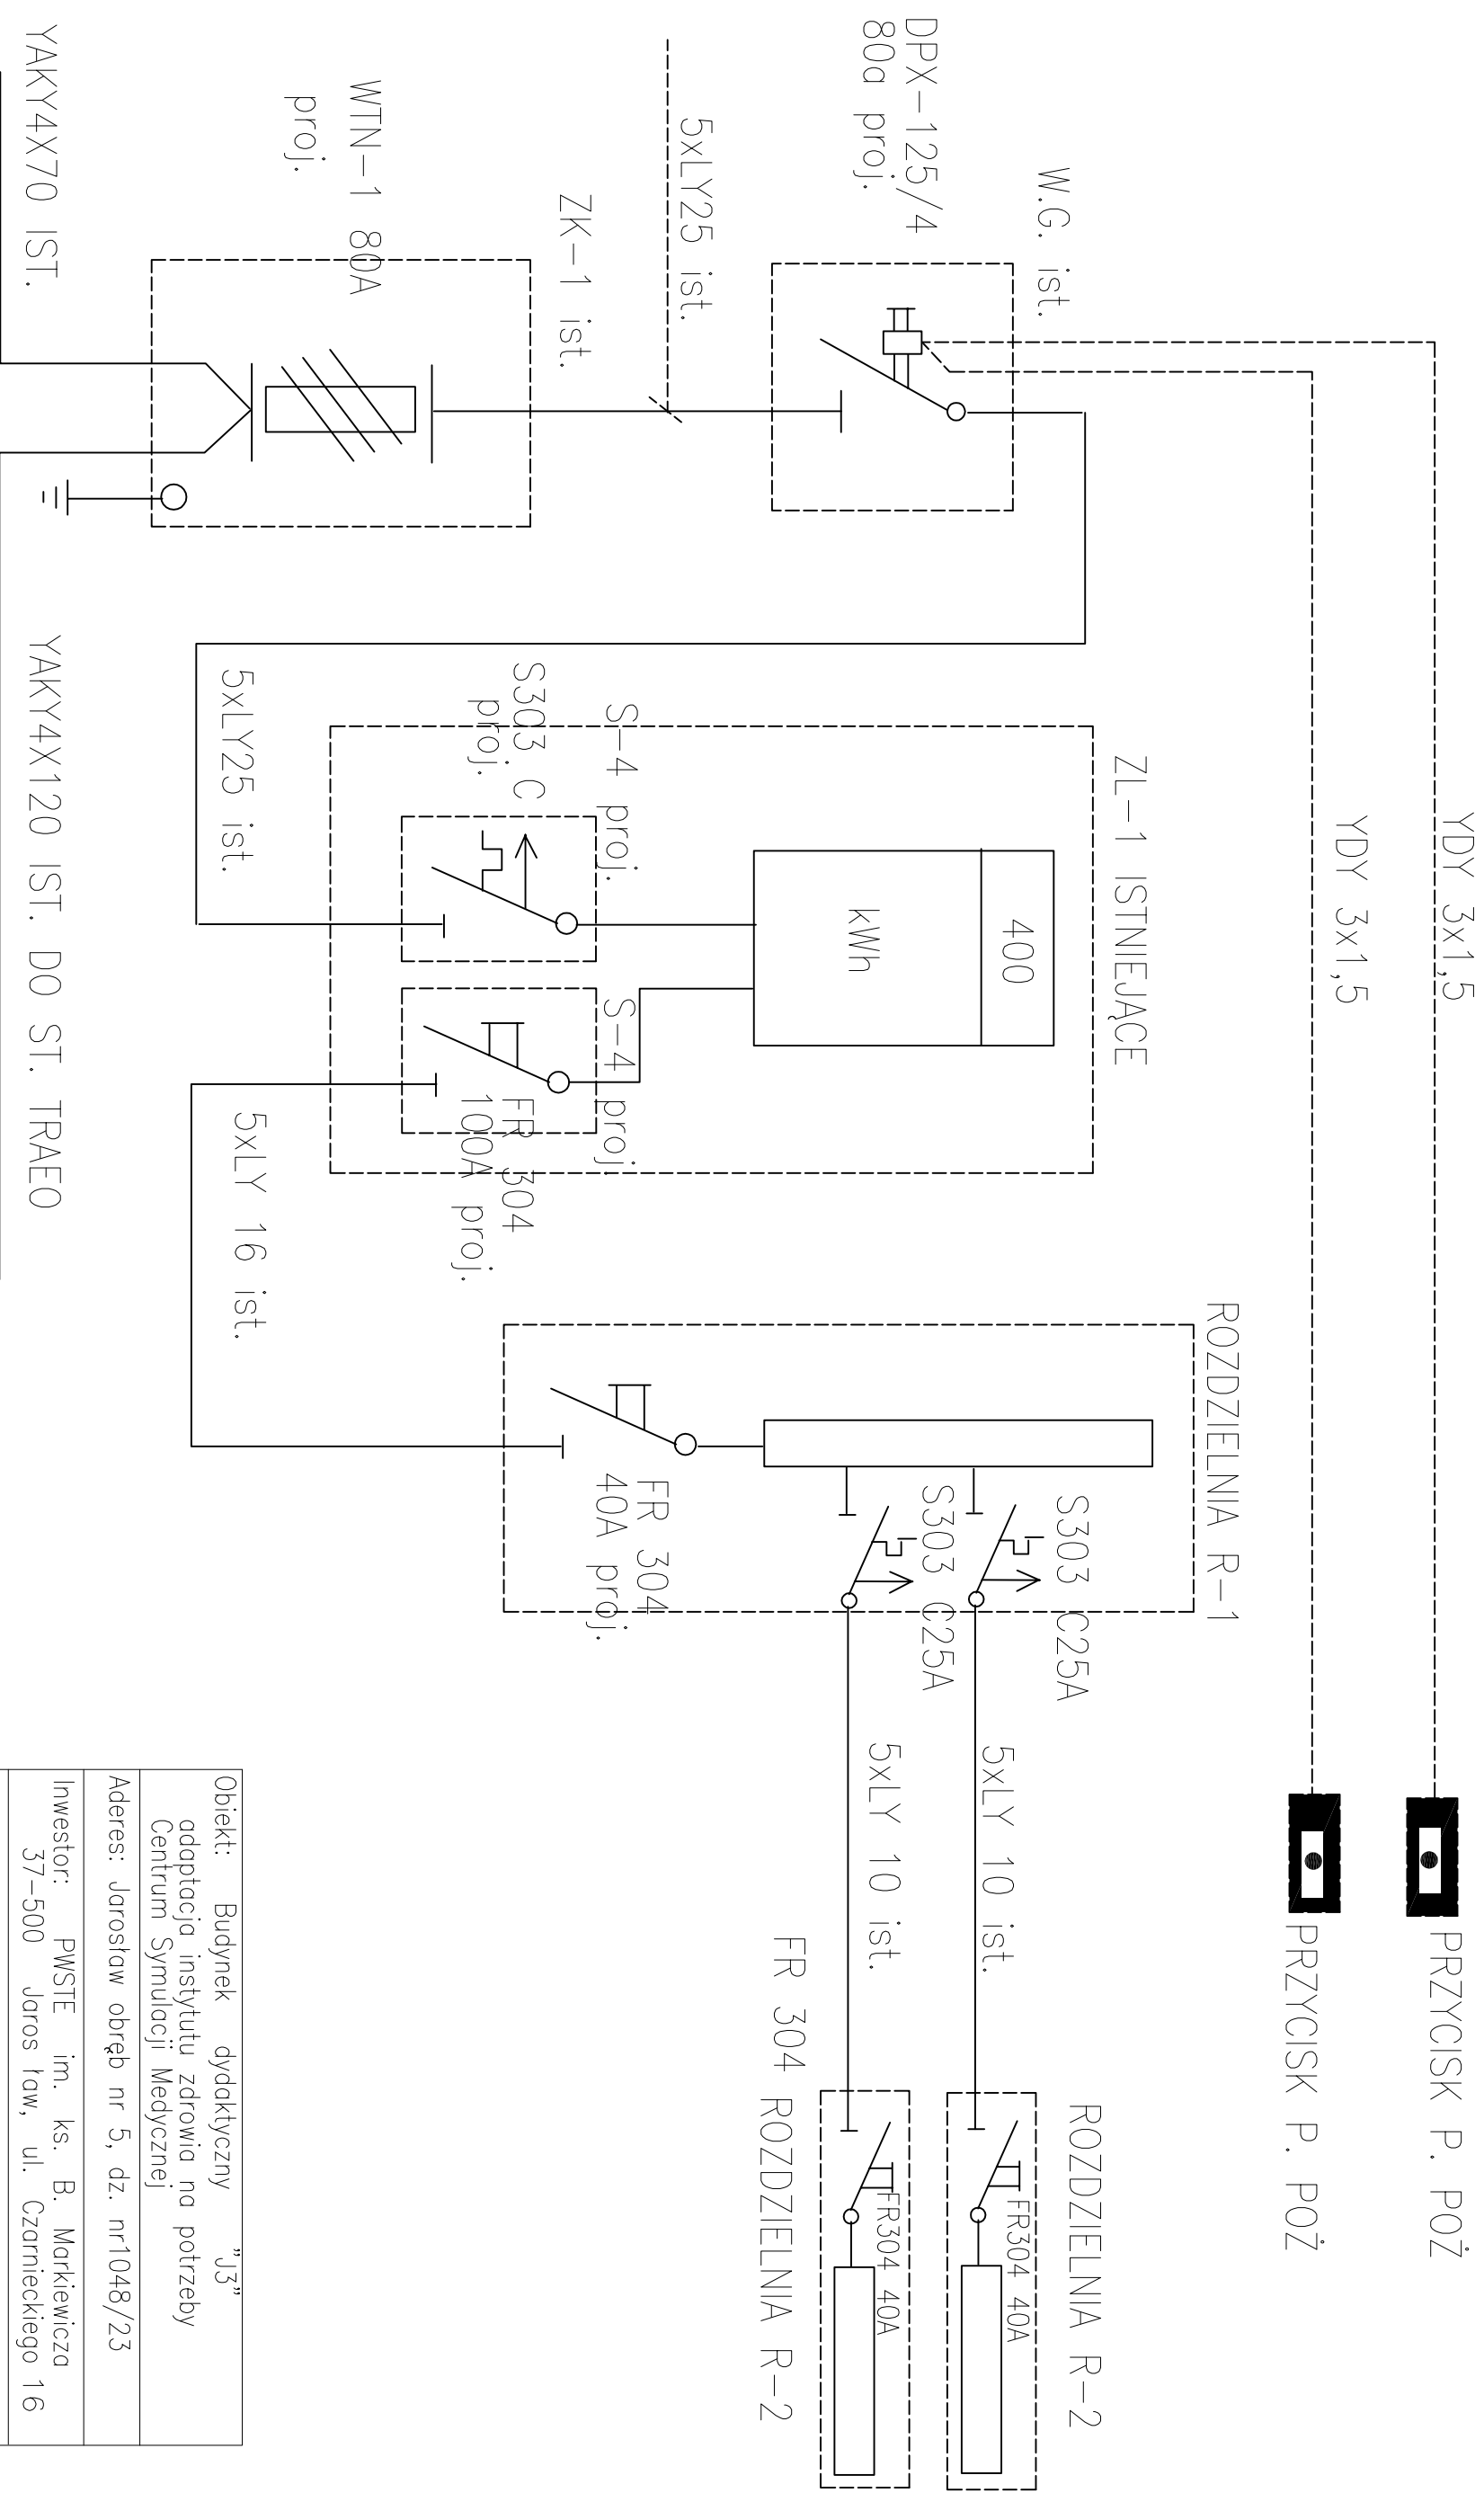 YDY 3x1,5
YDY 3x1,5
PRZYCISK P. POŻ
PRZYCISK P. POŻ
W.G. ist.
DPX-125/4
80a proj.
5xLY25 ist.
ZK-1 ist.
WTN-1 80A
proj.
YAKY4X70 IST.
ZL-1 ISTNIEJĄCE
400
kWh
S-4 proj.
S303 C
proj.
5xLY25 ist.
S-4 proj.
FR 304
100A proj.
5xLY 16 ist.
YAKY4X120 IST. DO ST. TRAFO
ROZDZIELNIA R-1
S303 C25A
S303 C25A
FR 304
40A proj.
5xLY 10 ist.
5xLY 10 ist.
ROZDZIELNIA R-2
FR304 40A
FR304 40A
FR 304
ROZDZIELNIA R-2
Obiekt: Budynek dydaktyczny "J3"
adaptacja instytutu zdrowia na potrzeby
Centrum Symulacji Medycznej
Aderes: Jarosław obręb nr 5, dz. nr1048/23
Inwestor: PWSTE im. ks. B. Markiewicza
37-500 Jaros ław, ul. Czarnieckiego 16